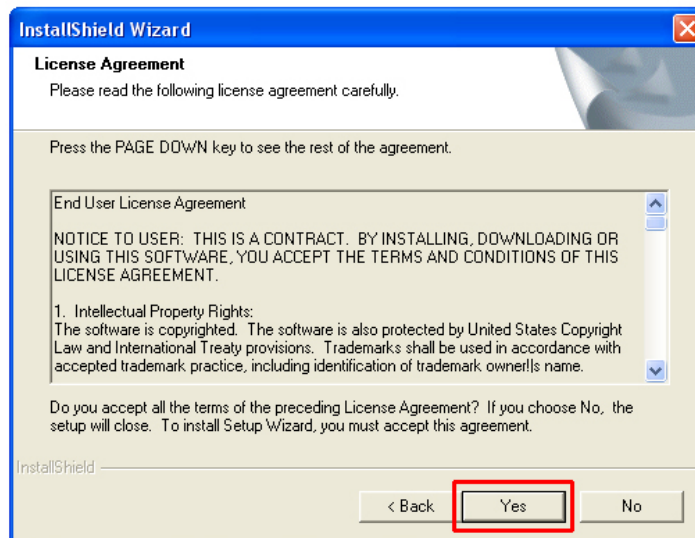 InstallShield Wizard
License Agreement
Please read the following license agreement carefully.
Press the PAGE DOWN key to see the rest of the agreement.
End User License Agreement
NOTICE TO USER: THIS IS A CONTRACT. BY INSTALLING, DOWNLOADING OR
USING THIS SOFTWARE, YOU ACCEPT THE TERMS AND CONDITIONS OF THIS
LICENSE AGREEMENT.
1. Intellectual Property Rights:
The software is copyrighted. The software is also protected by United States Copyright
Law and International Treaty provisions. Trademarks shall be used in accordance with
accepted trademark practice, including identification of trademark owner!|s name.
Do you accept all the terms of the preceding License Agreement? If you choose No, the
setup will close. To install Setup Wizard, you must accept this agreement.
InstallShield
< Back Yes No